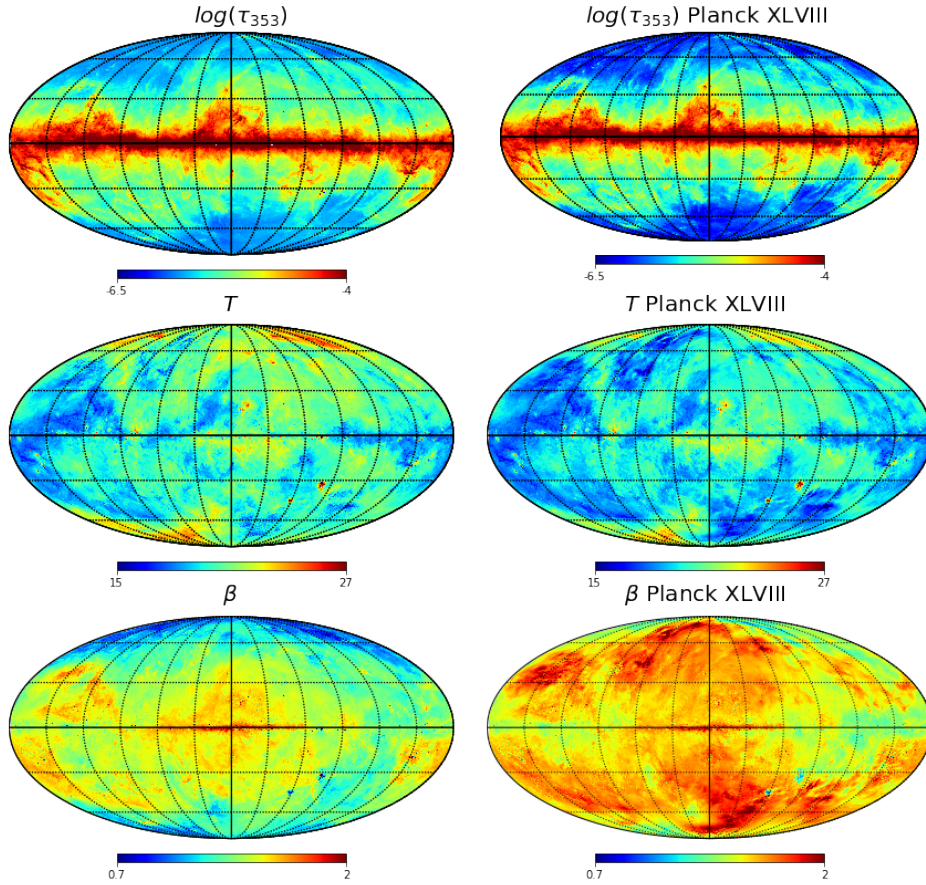 log(τ₃₅₃)
log(τ₃₅₃) Planck XLVIII
-6.5 -4
-6.5 -4
T
T Planck XLVIII
15 27
15 27
β
β Planck XLVIII
0.7 2
0.7 2